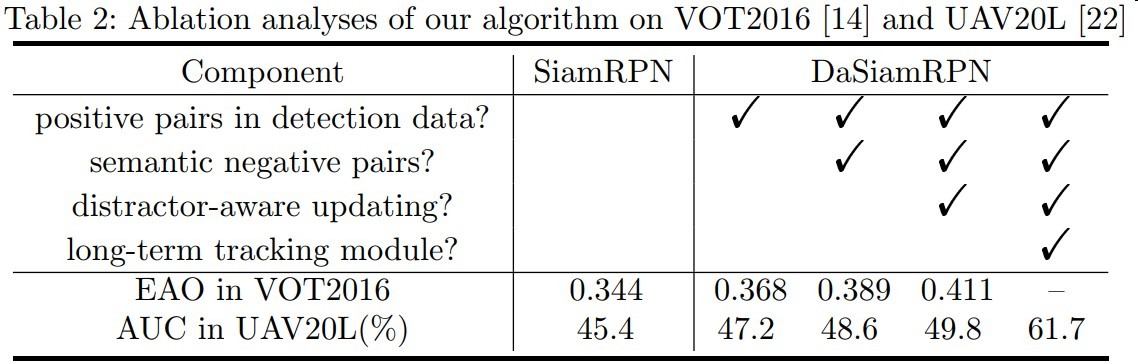 Table 2: Ablation analyses of our algorithm on VOT2016 [14] and UAV20L [22]
Component SiamRPN DaSiamRPN
positive pairs in detection data? ✓ ✓ ✓ ✓
semantic negative pairs? ✓ ✓ ✓
distractor-aware updating? ✓ ✓
long-term tracking module? ✓
EAO in VOT2016 0.344 0.368 0.389 0.411 –
AUC in UAV20L(%) 45.4 47.2 48.6 49.8 61.7